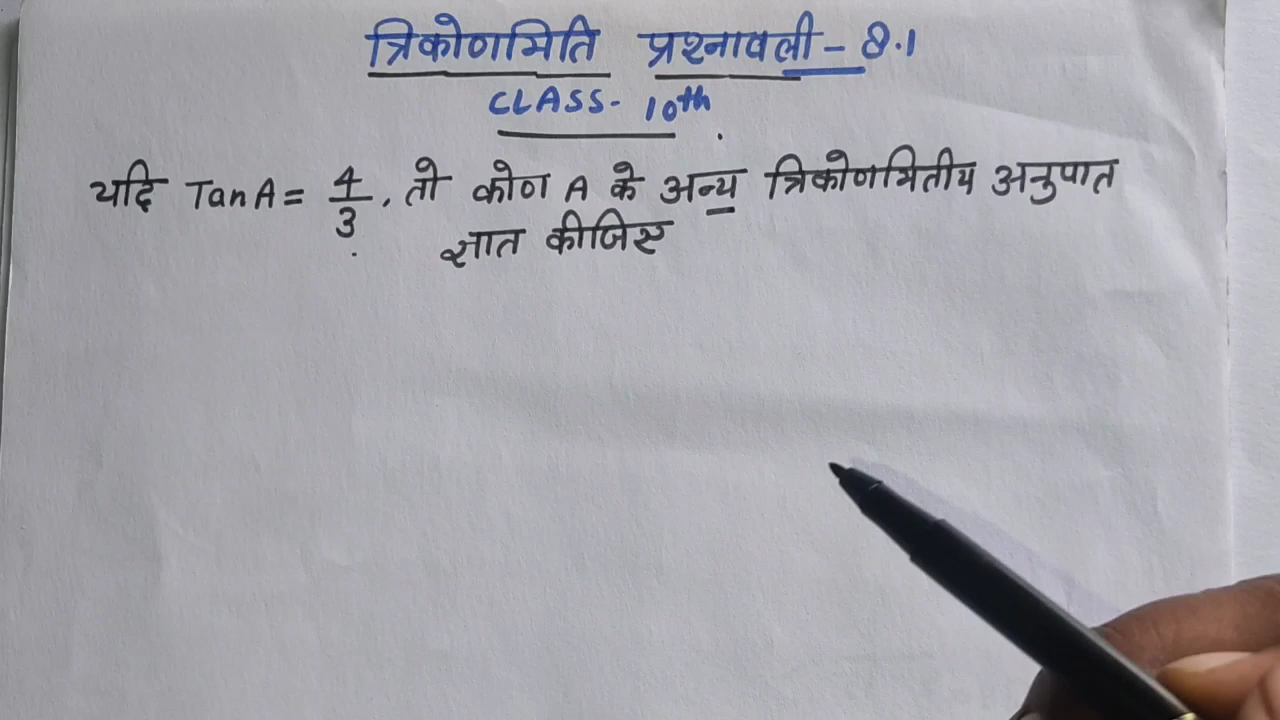 त्रिकोणमिति प्रश्नावली - 8.1
CLASS- 10th
यदि TanA = 4/3, तो कोण A के अन्य त्रिकोणमितीय अनुपात
ज्ञात कीजिए